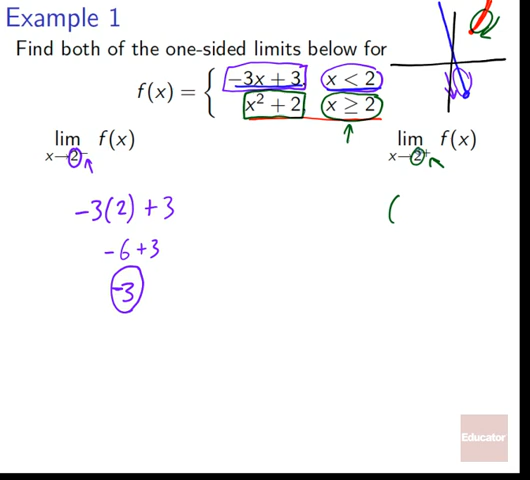 Example 1
Find both of the one-sided limits below for
f(x) = { −3x + 3, x < 2
x² + 2, x ≥ 2
lim x→2⁻ f(x)
lim x→2⁺ f(x)
-3(2) + 3
(
-6 + 3
-3
Educator